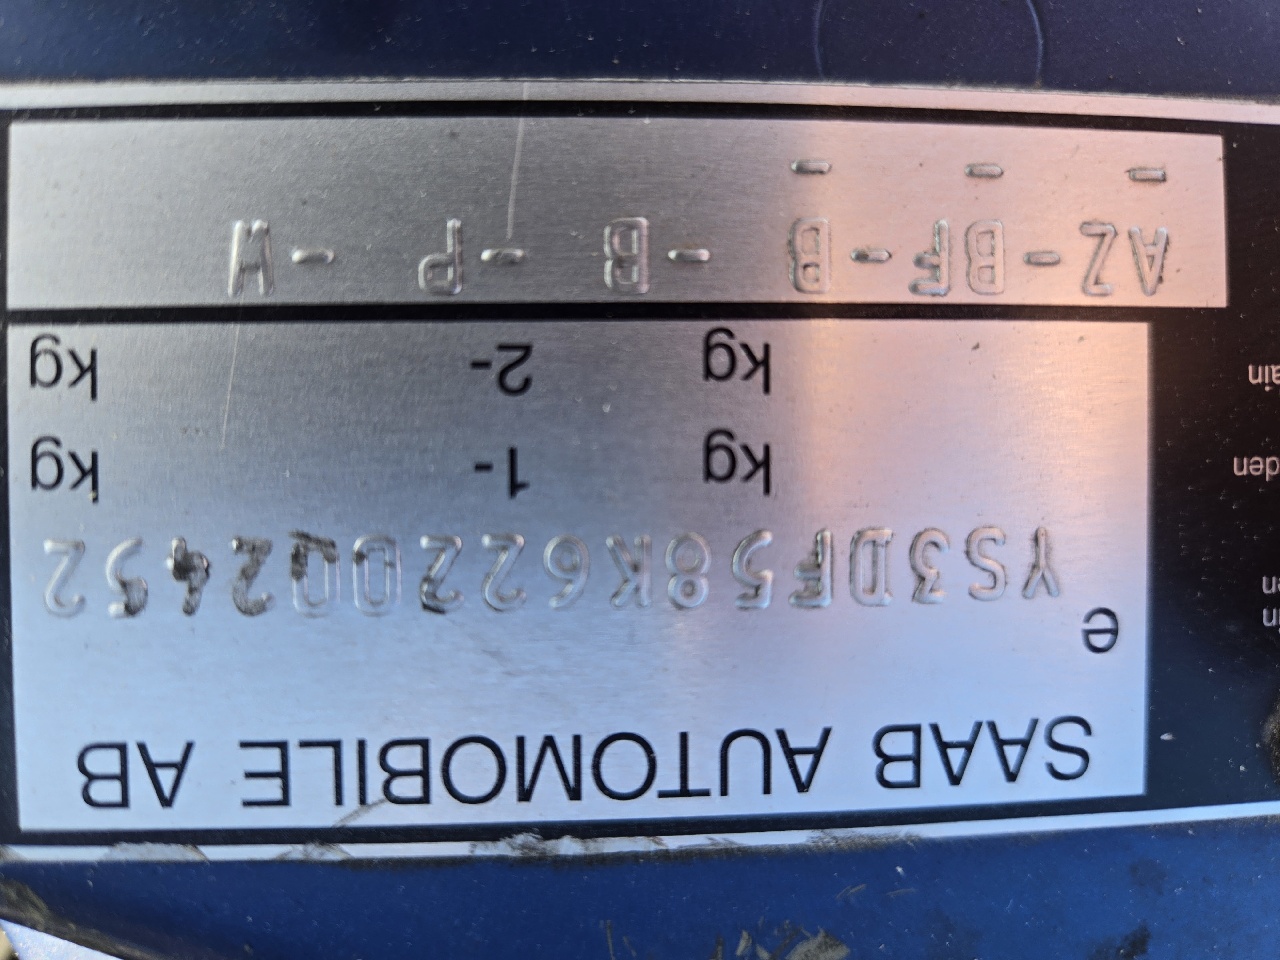 SAAB AUTOMOBILE AB
e
YS3DF58K622002452
kg 1- kg
kg 2- kg
AZ-BF-B-B-P-W
- - -